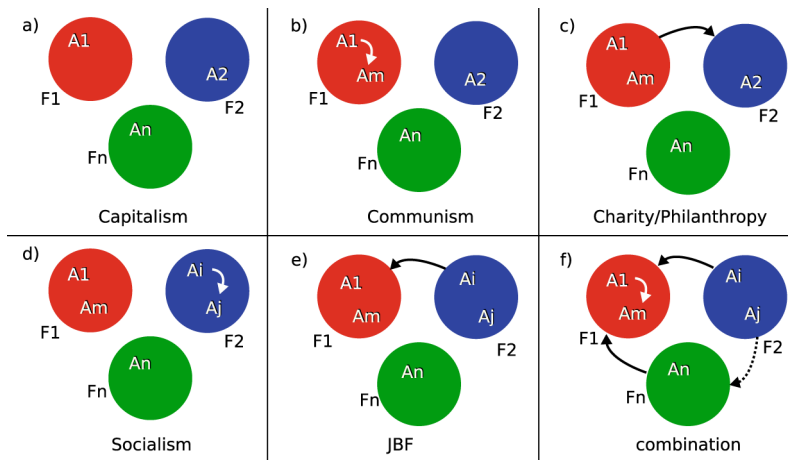 a)
A1
A2
F1
F2
An
Fn
Capitalism
b)
A1
Am
A2
F1
F2
An
Fn
Communism
c)
A1
Am
A2
F1
F2
An
Fn
Charity/Philanthropy
d)
A1
Ai
Am
Aj
F1
F2
An
Fn
Socialism
e)
A1
Ai
Am
Aj
F1
F2
An
Fn
JBF
f)
A1
Ai
Am
Aj
F1
F2
An
Fn
combination